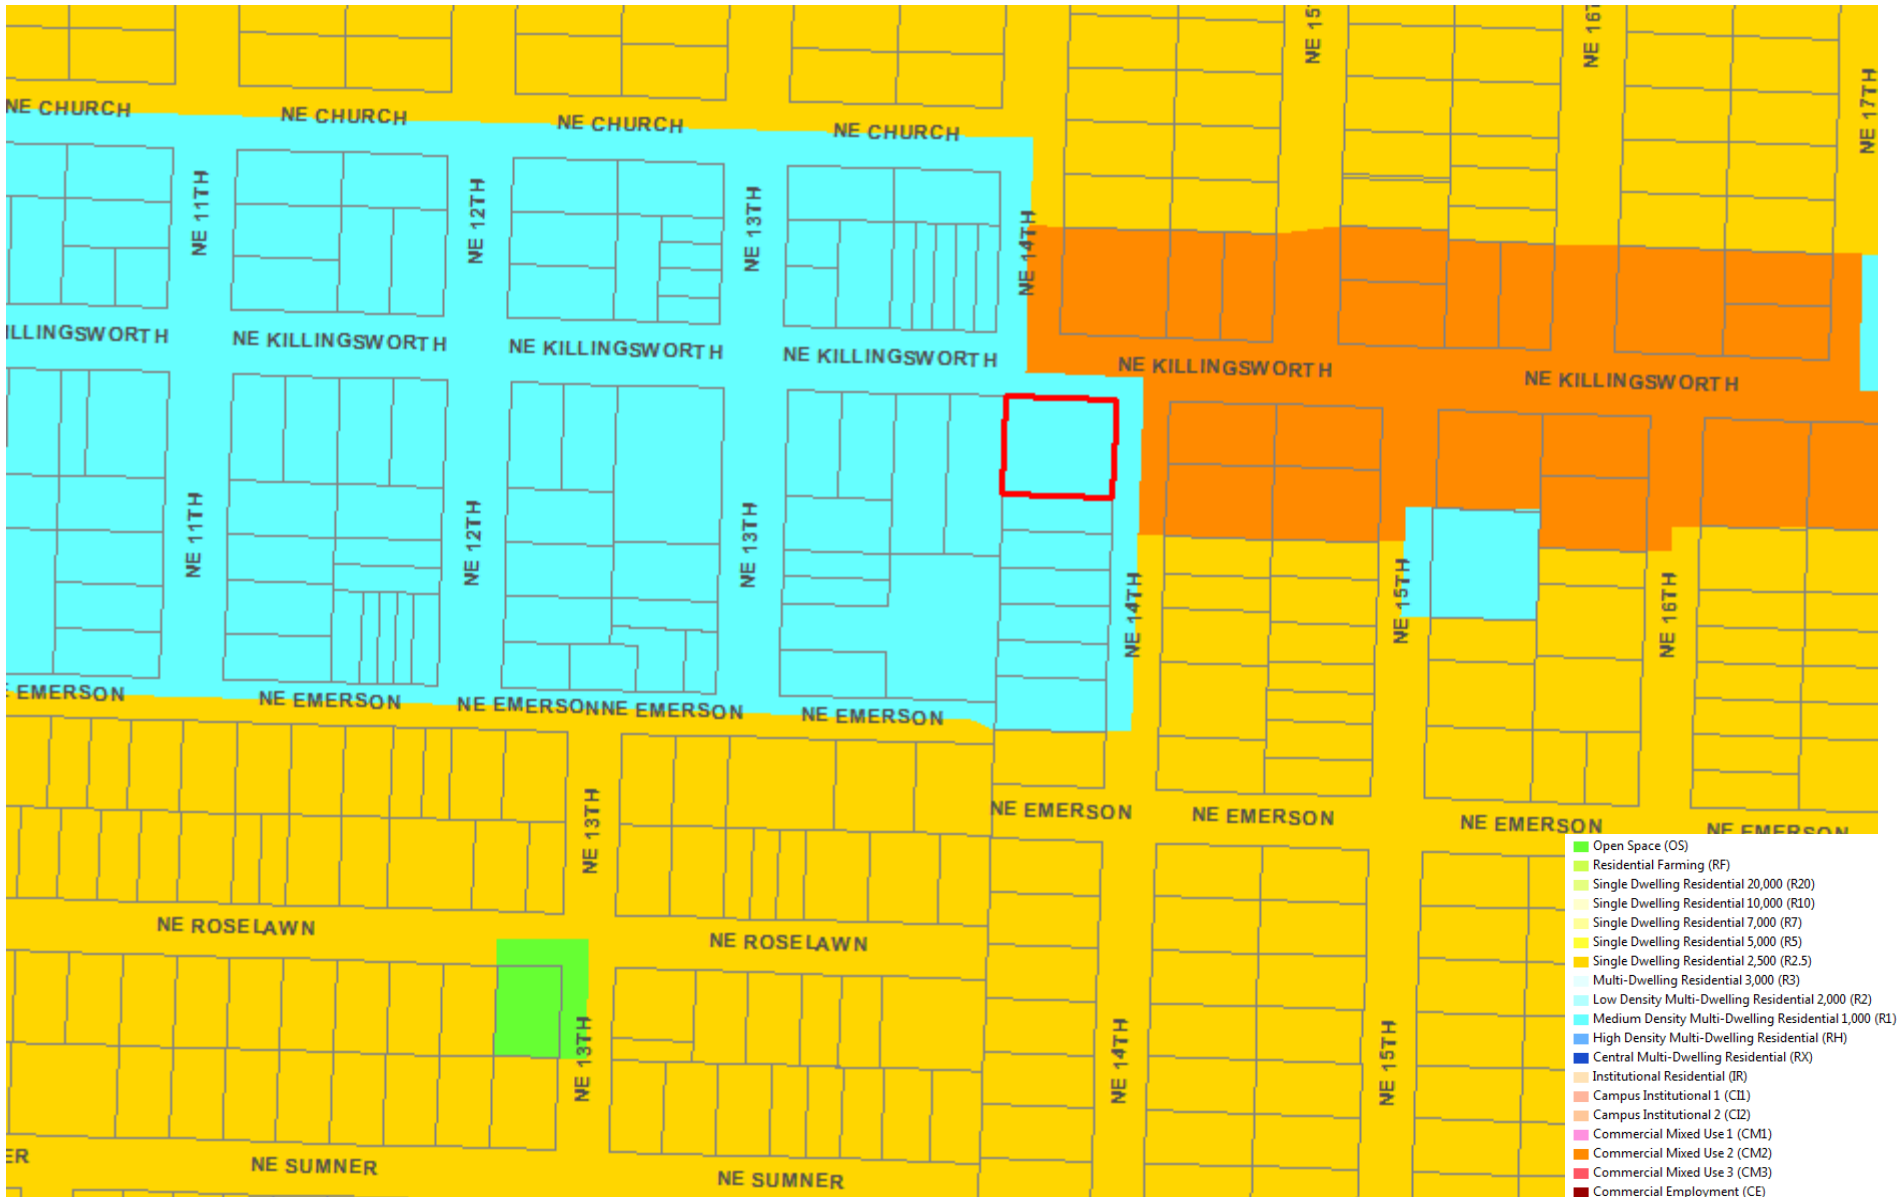 NE 15T
NE 16T
NE 17TH
NE CHURCH
NE CHURCH
NE CHURCH
NE CHURCH
NE 11TH
NE 12TH
NE 13TH
NE 14TH
ILLINGSWORTH
NE KILLINGSWORTH
NE KILLINGSWORTH
NE KILLINGSWORTH
NE KILLINGSWORTH
NE KILLINGSWORTH
NE 11TH
NE 12TH
NE 13TH
NE 14TH
NE 15TH
NE 16TH
E EMERSON
NE EMERSON
NE EMERSON
NE EMERSON
NE EMERSON
NE 13TH
NE EMERSON
NE EMERSON
NE EMERSON
NE EMERSON
NE ROSELAWN
NE ROSELAWN
NE 13TH
NE 14TH
NE 15TH
ER
NE SUMNER
NE SUMNER
Open Space (OS)
Residential Farming (RF)
Single Dwelling Residential 20,000 (R20)
Single Dwelling Residential 10,000 (R10)
Single Dwelling Residential 7,000 (R7)
Single Dwelling Residential 5,000 (R5)
Single Dwelling Residential 2,500 (R2.5)
Multi-Dwelling Residential 3,000 (R3)
Low Density Multi-Dwelling Residential 2,000 (R2)
Medium Density Multi-Dwelling Residential 1,000 (R1)
High Density Multi-Dwelling Residential (RH)
Central Multi-Dwelling Residential (RX)
Institutional Residential (IR)
Campus Institutional 1 (CI1)
Campus Institutional 2 (CI2)
Commercial Mixed Use 1 (CM1)
Commercial Mixed Use 2 (CM2)
Commercial Mixed Use 3 (CM3)
Commercial Employment (CE)